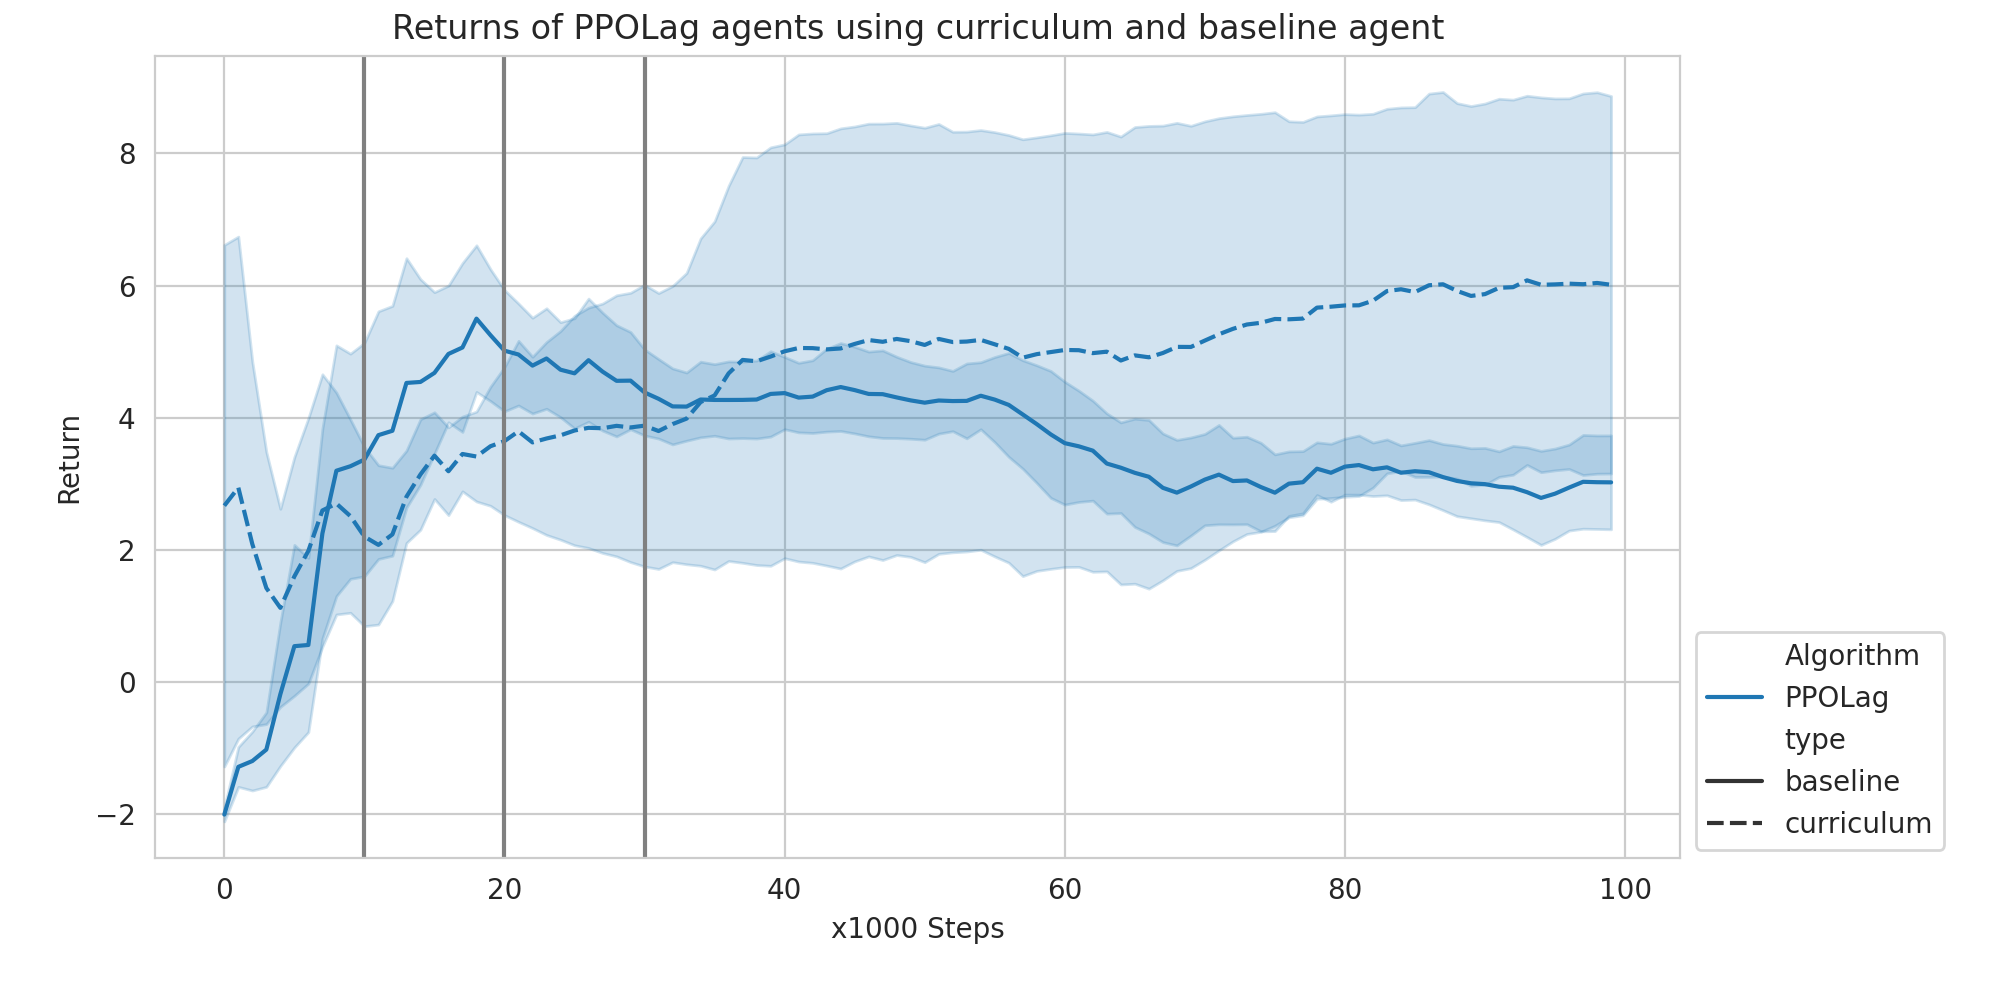 Returns of PPOLag agents using curriculum and baseline agent
Return
8
6
4
2
0
−2
0 20 40 60 80 100
x1000 Steps
Algorithm
PPOLag
type
baseline
curriculum